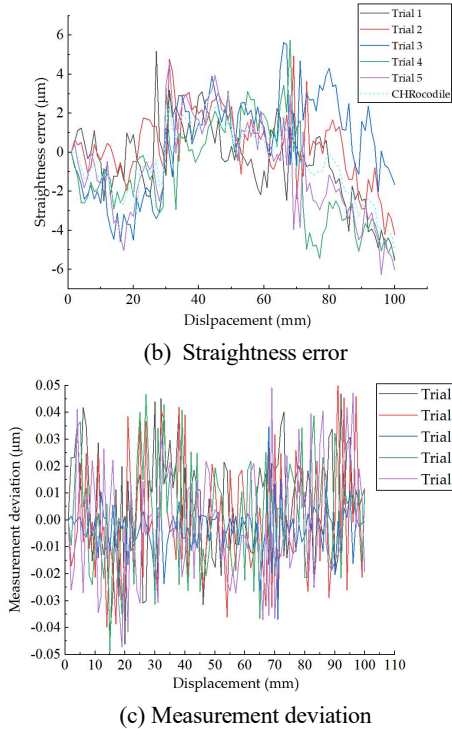 Trial 1
Trial 2
Trial 3
Trial 4
Trial 5
CHRocodile
6
4
2
0
-2
-4
-6
Straightness error (μm)
0 20 40 60 80 100
Dislpacement (mm)
(b) Straightness error
0.05
0.04
0.03
0.02
0.01
0.00
-0.01
-0.02
-0.03
-0.04
-0.05
Measurement deviation (μm)
Trial
Trial
Trial
Trial
Trial
0 10 20 30 40 50 60 70 80 90 100 110
Displacement (mm)
(c) Measurement deviation